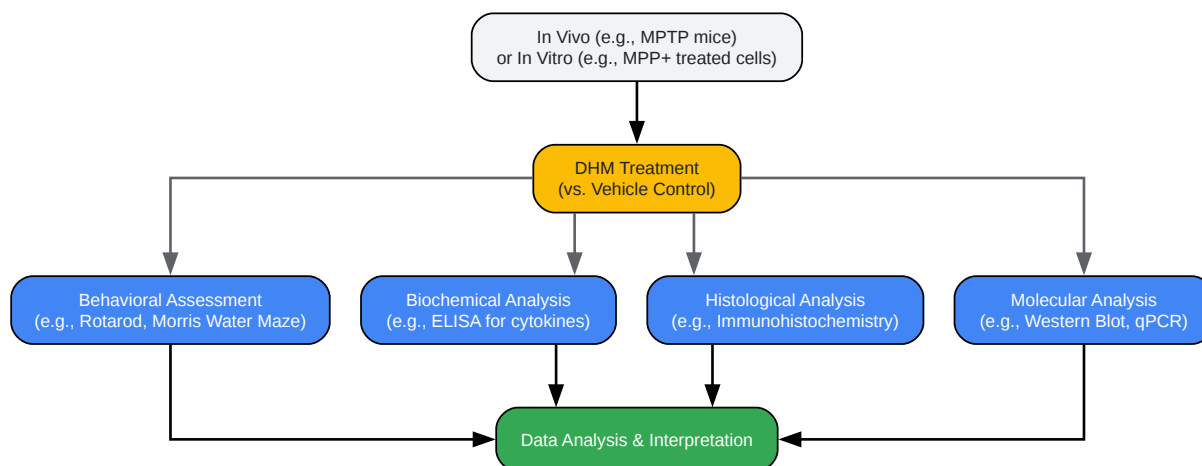 In Vivo (e.g., MPTP mice)
or In Vitro (e.g., MPP+ treated cells)
DHM Treatment
(vs. Vehicle Control)
Behavioral Assessment
(e.g., Rotarod, Morris Water Maze)
Biochemical Analysis
(e.g., ELISA for cytokines)
Histological Analysis
(e.g., Immunohistochemistry)
Molecular Analysis
(e.g., Western Blot, qPCR)
Data Analysis & Interpretation